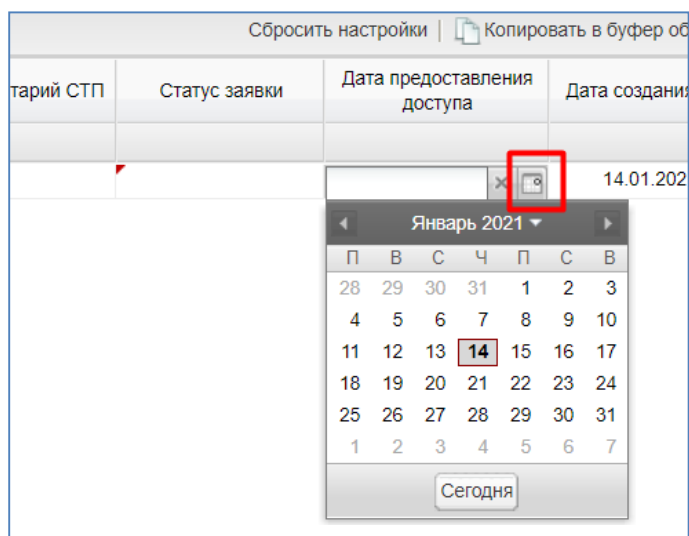 Сбросить настройки | Копировать в буфер об
тарий СТП Статус заявки Дата предоставления доступа Дата создания
14.01.202
Январь 2021
П В С Ч П С В
28 29 30 31 1 2 3
4 5 6 7 8 9 10
11 12 13 14 15 16 17
18 19 20 21 22 23 24
25 26 27 28 29 30 31
1 2 3 4 5 6 7
Сегодня